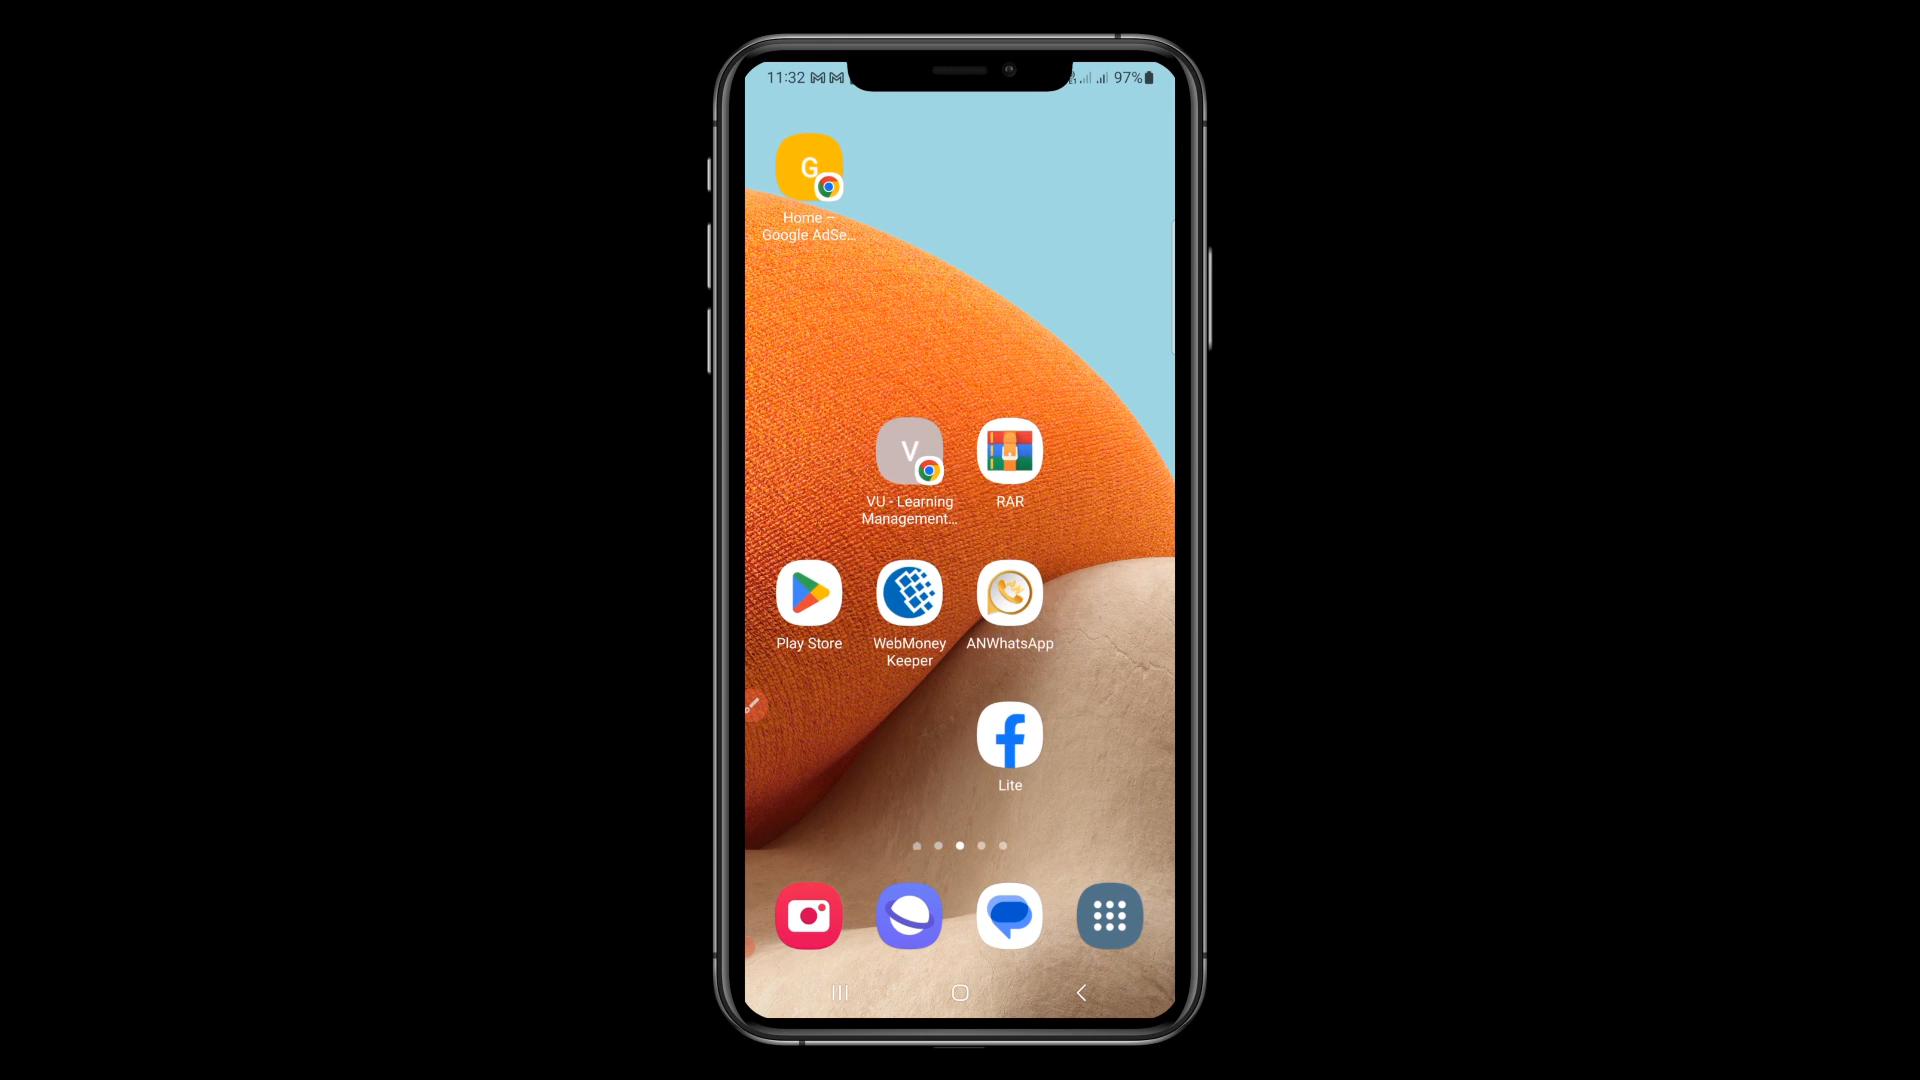 11:32
97%
G
Home –
Google AdSe...
V
VU - Learning
Management...
RAR
Play Store
WebMoney
Keeper
ANWhatsApp
Lite